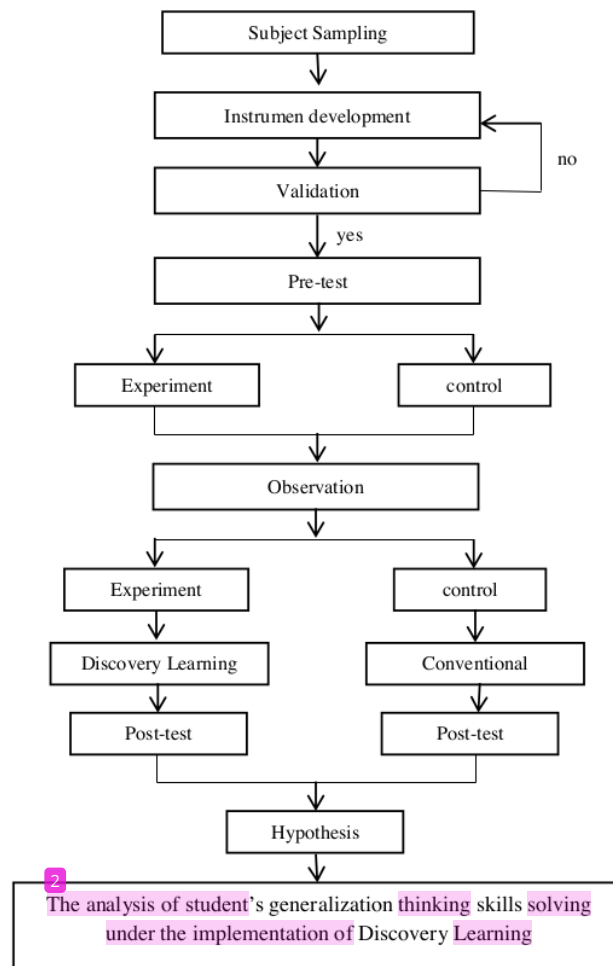 Subject Sampling
Instrumen development
no
Validation
yes
Pre-test
Experiment
control
Observation
Experiment
control
Discovery Learning
Conventional
Post-test
Post-test
Hypothesis
2
The analysis of student's generalization thinking skills solving
under the implementation of Discovery Learning